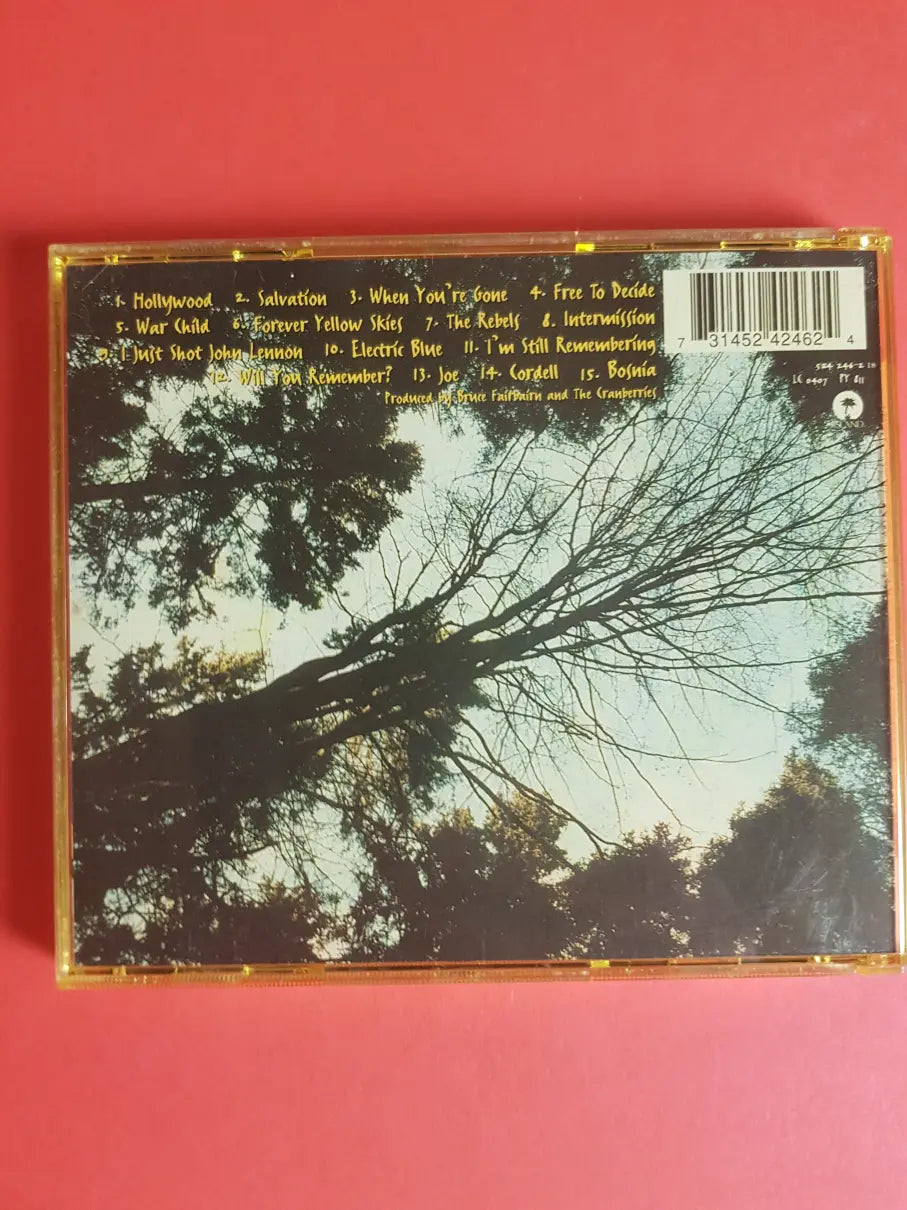 1. Hollywood 2. Salvation 3. When You're Gone 4. Free To Decide
5. War Child 6. Forever Yellow Skies 7. The Rebels 8. Intermission
9. I Just Shot John Lennon 10. Electric Blue 11. I'm Still Remembering
12. Will You Remember? 13. Joe 14. Cordell 15. Bosnia
Produced by Bruce Fairbairn and The Cranberries
7 31452 42462 4
LC 0407 PY 811
ISLAND